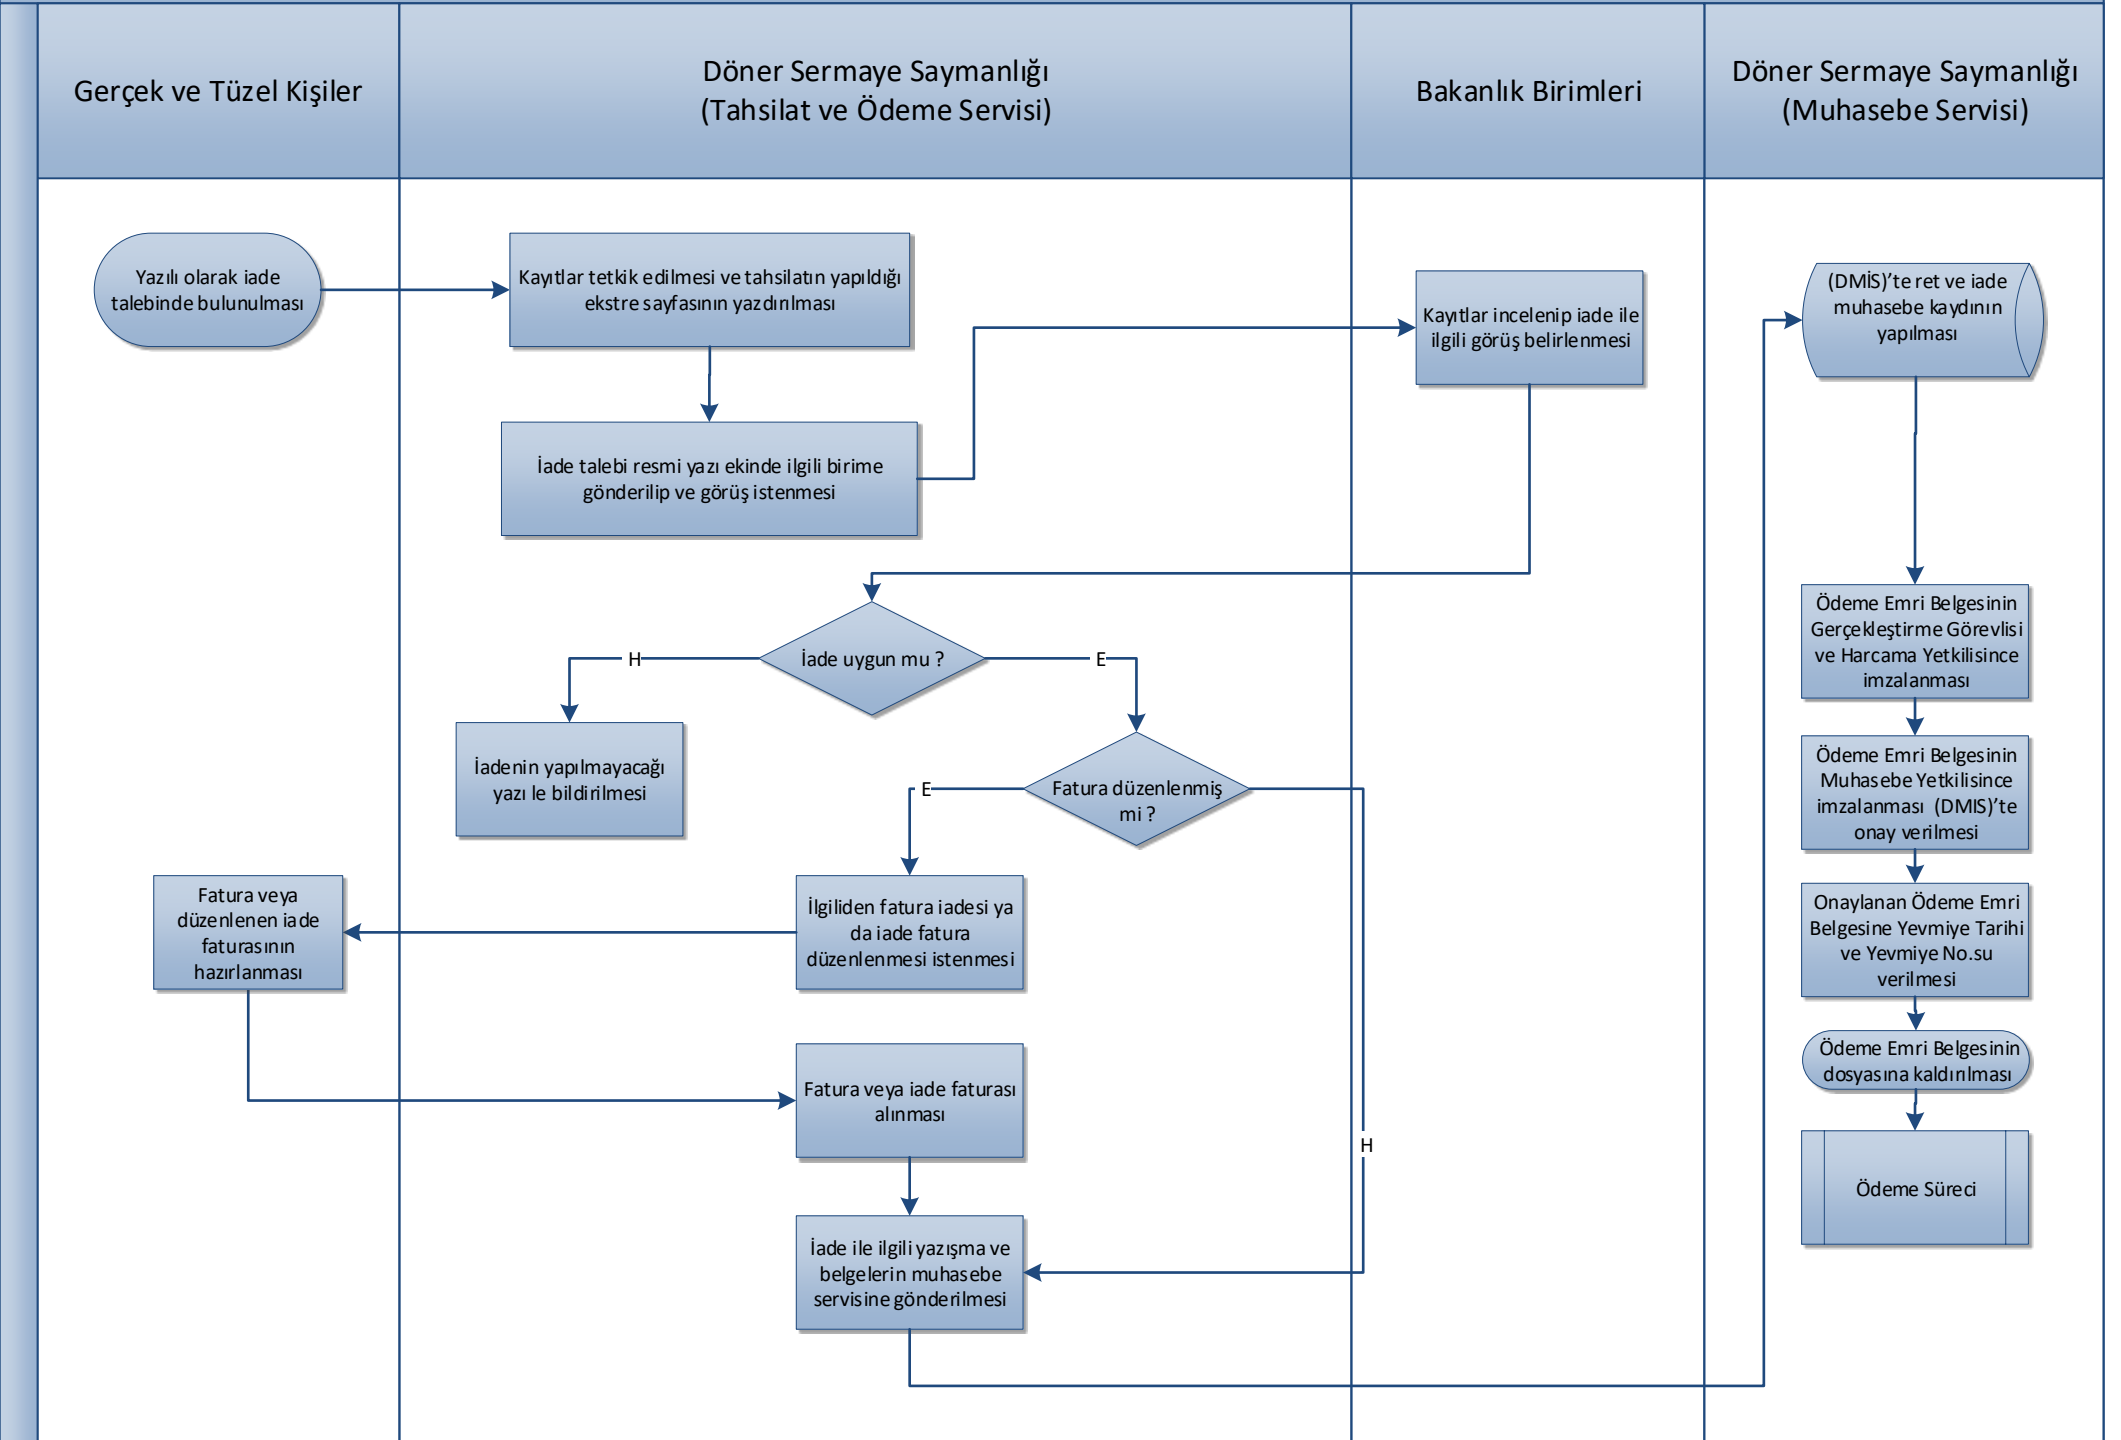 Gerçek ve Tüzel Kişiler
Döner Sermaye Saymanlığı
(Tahsilat ve Ödeme Servisi)
Bakanlık Birimleri
Döner Sermaye Saymanlığı
(Muhasebe Servisi)
Yazılı olarak iade
talebinde bulunulması
Kayıtlar tetkik edilmesi ve tahsilatın yapıldığı
ekstre sayfasının yazdırılması
İade talebi resmi yazı ekinde ilgili birime
gönderilip ve görüş istenmesi
Kayıtlar incelenip iade ile
ilgili görüş belirlenmesi
İade uygun mu ?
H
E
İadenin yapılmayacağı
yazı le bildirilmesi
Fatura düzenlenmiş
mi ?
E
H
İlgiliden fatura iadesi ya
da iade fatura
düzenlenmesi istenmesi
Fatura veya
düzenlenen iade
faturasının
hazırlanması
Fatura veya iade faturası
alınması
İade ile ilgili yazışma ve
belgelerin muhasebe
servisine gönderilmesi
(DMİS)’te ret ve iade
muhasebe kaydının
yapılması
Ödeme Emri Belgesinin
Gerçekleştirme Görevlisi
ve Harcama Yetkilisince
imzalanması
Ödeme Emri Belgesinin
Muhasebe Yetkilisince
imzalanması (DMIS)’te
onay verilmesi
Onaylanan Ödeme Emri
Belgesine Yevmiye Tarihi
ve Yevmiye No.su
verilmesi
Ödeme Emri Belgesinin
dosyasına kaldırılması
Ödeme Süreci